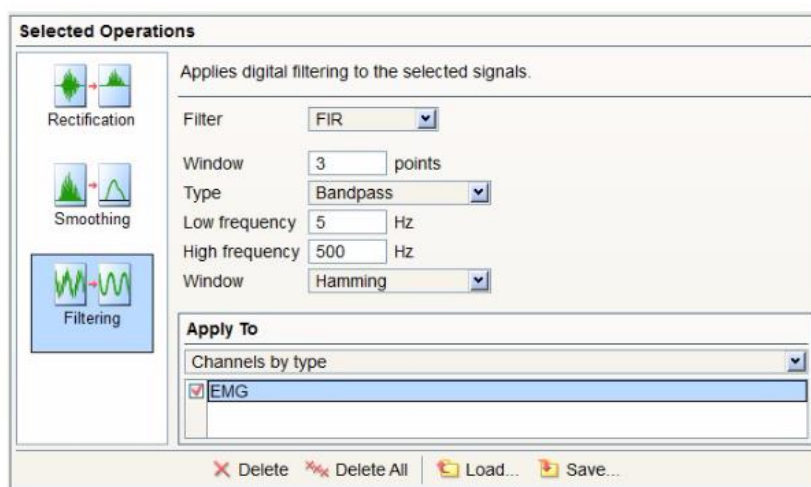 Selected Operations
Rectification
Smoothing
Filtering
Applies digital filtering to the selected signals.
Filter FIR
Window 3 points
Type Bandpass
Low frequency 5 Hz
High frequency 500 Hz
Window Hamming
Apply To
Channels by type
EMG
Delete Delete All Load... Save...